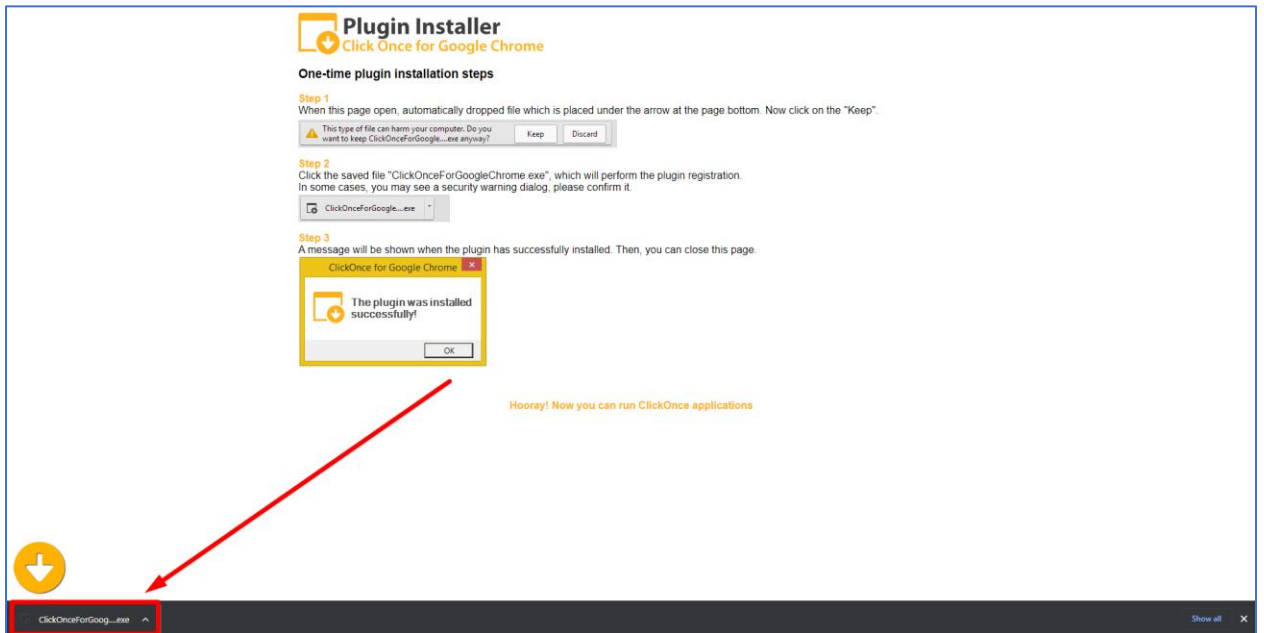 Plugin Installer
Click Once for Google Chrome
One-time plugin installation steps
Step 1
When this page open, automatically dropped file which is placed under the arrow at the page bottom. Now click on the "Keep".
This type of file can harm your computer. Do you
want to keep ClickOnceForGoogle....exe anyway?
Keep
Discard
Step 2
Click the saved file "ClickOnceForGoogleChrome.exe", which will perform the plugin registration.
In some cases, you may see a security warning dialog, please confirm it.
ClickOnceForGoogle....exe
Step 3
A message will be shown when the plugin has successfully installed. Then, you can close this page.
ClickOnce for Google Chrome
The plugin was installed
successfully!
OK
Hooray! Now you can run ClickOnce applications
ClickOnceForGoog....exe
Show all